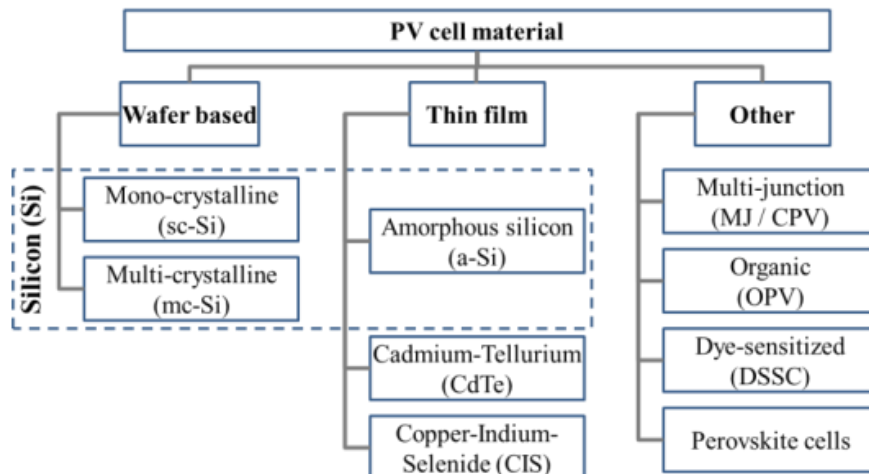 PV cell material
Wafer based
Thin film
Other
Silicon (Si)
Mono-crystalline
(sc-Si)
Multi-crystalline
(mc-Si)
Amorphous silicon
(a-Si)
Cadmium-Tellurium
(CdTe)
Copper-Indium-
Selenide (CIS)
Multi-junction
(MJ / CPV)
Organic
(OPV)
Dye-sensitized
(DSSC)
Perovskite cells